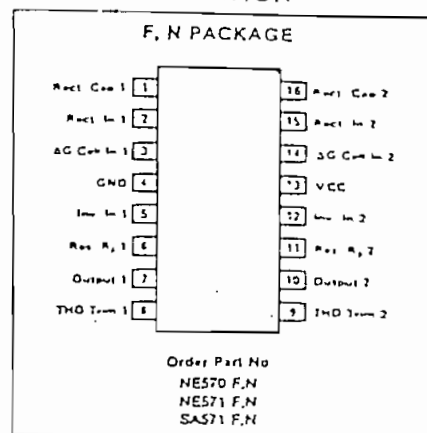 F, N PACKAGE
Rect Cap 1 1
16 Rect Cap 2
Rect In 1 2
15 Rect In 2
ΔG Cell In 1 3
14 ΔG Cell In 2
GND 4
13 VCC
Inv In 1 5
12 Inv In 2
Res R3 1 6
11 Res R3 2
Output 1 7
10 Output 2
THD Trim 1 8
9 THD Trim 2
Order Part No
NE570 F,N
NE571 F,N
SA571 F,N